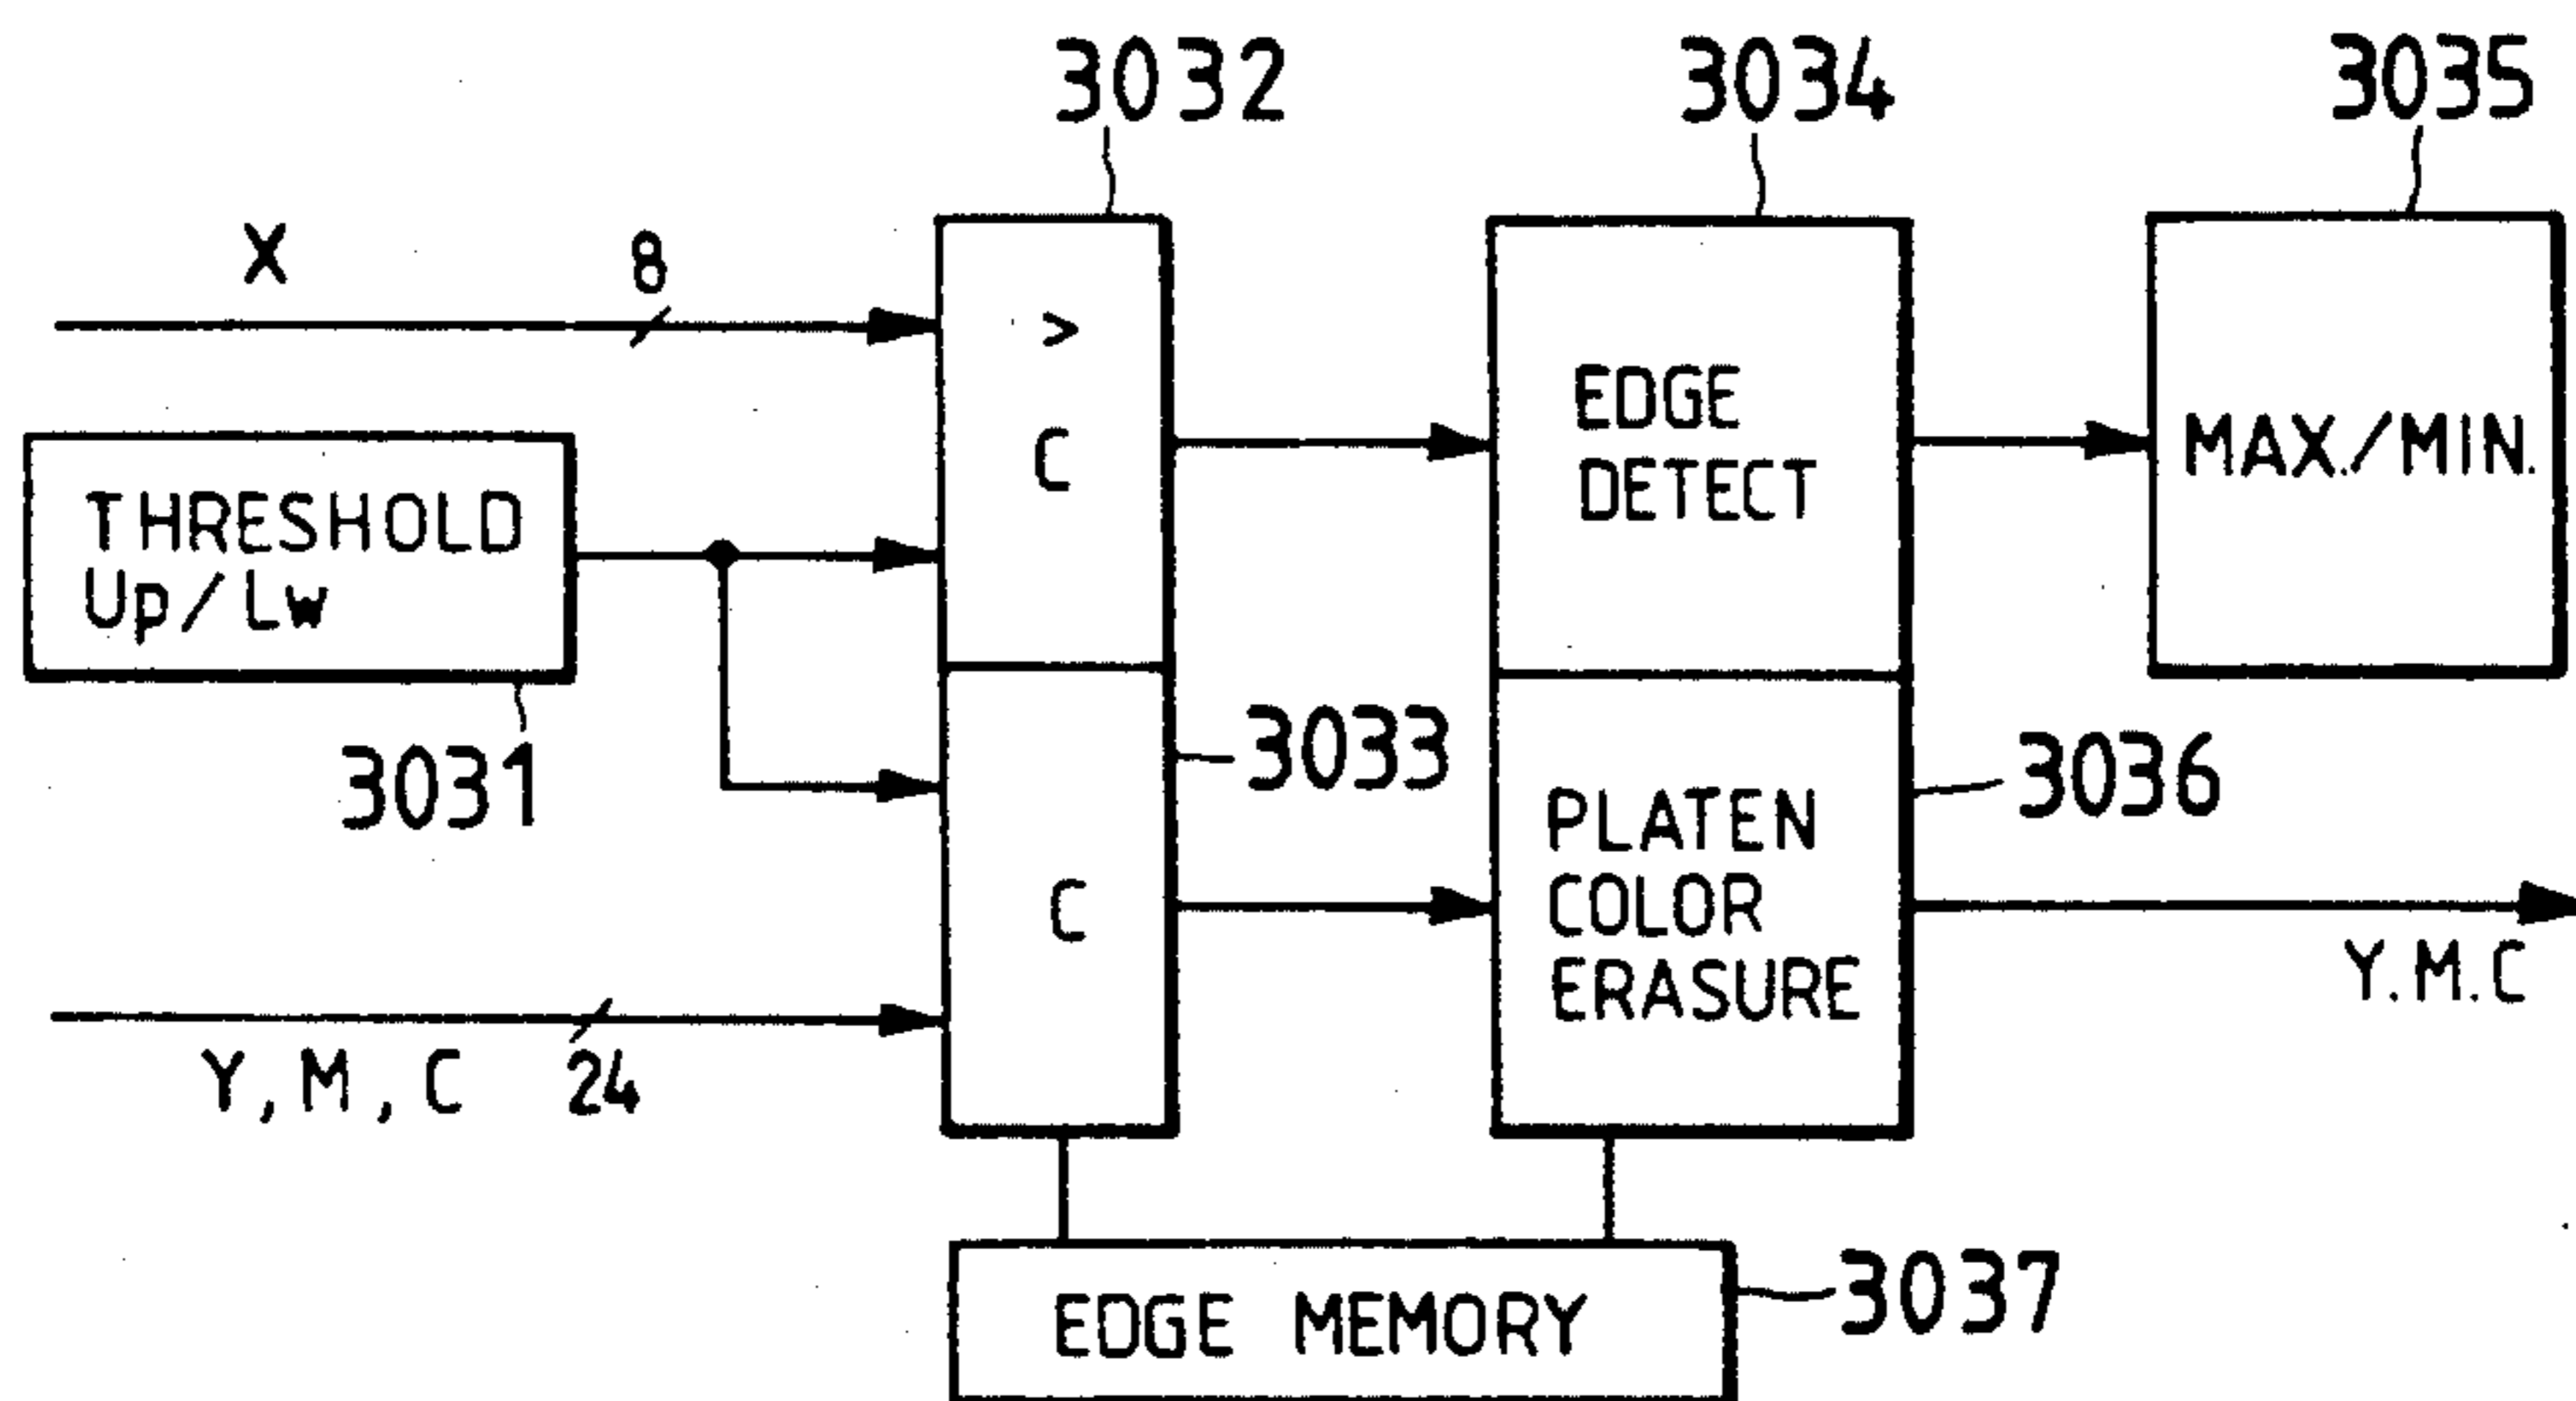 3032
3034
3035
X
8
>
C
EDGE
DETECT
MAX./MIN.
THRESHOLD
Up/Lw
3031
3033
3036
C
PLATEN
COLOR
ERASURE
Y, M, C
24
Y.M.C
EDGE MEMORY
3037